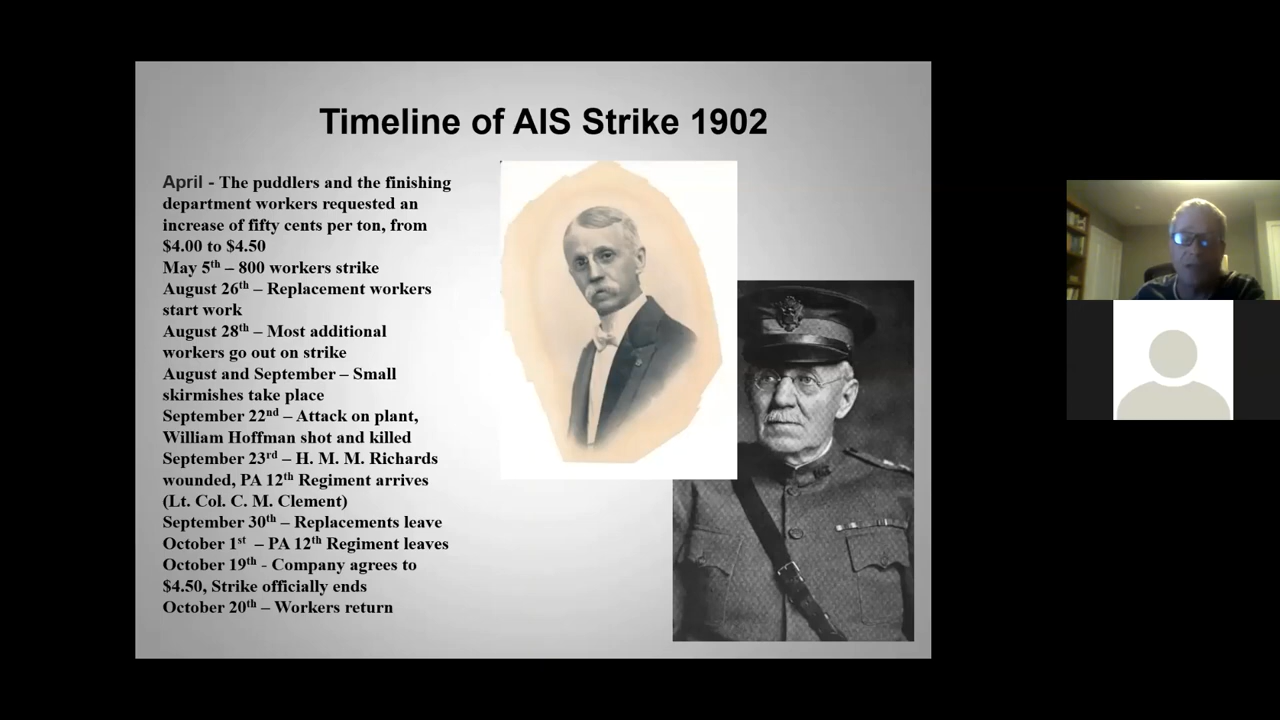 Timeline of AIS Strike 1902
April - The puddlers and the finishing
department workers requested an
increase of fifty cents per ton, from
$4.00 to $4.50
May 5th – 800 workers strike
August 26th – Replacement workers
start work
August 28th – Most additional
workers go out on strike
August and September – Small
skirmishes take place
September 22nd – Attack on plant,
William Hoffman shot and killed
September 23rd – H. M. M. Richards
wounded, PA 12th Regiment arrives
(Lt. Col. C. M. Clement)
September 30th – Replacements leave
October 1st – PA 12th Regiment leaves
October 19th - Company agrees to
$4.50, Strike officially ends
October 20th – Workers return